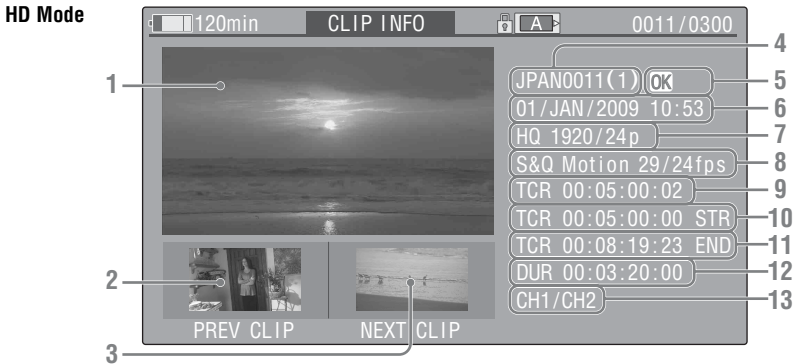 HD Mode
120min CLIP INFO A 0011/0300
1
4
JPAN0011(1) OK 5
01/JAN/2009 10:53 6
HQ 1920/24p 7
S&Q Motion 29/24fps 8
TCR 00:05:00:02 9
TCR 00:05:00:00 STR 10
TCR 00:08:19:23 END 11
2
DUR 00:03:20:00 12
CH1/CH2 13
PREV CLIP NEXT CLIP
3